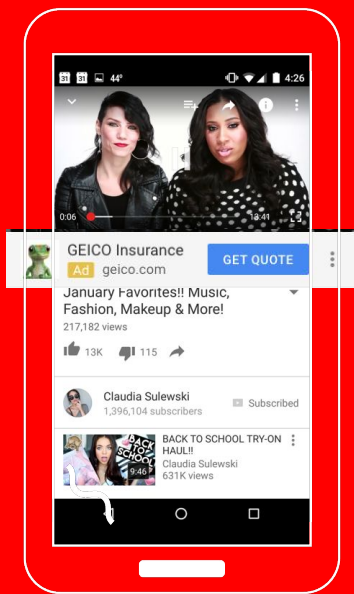 31 31 44° 4:26
0:06 13:41
GEICO Insurance
Ad geico.com
GET QUOTE
January Favorites!! Music,
Fashion, Makeup & More!
217,182 views
13K 115
Claudia Sulewski
1,396,104 subscribers
Subscribed
BACK TO SCHOOL
9:46
BACK TO SCHOOL TRY-ON
HAUL!!
Claudia Sulewski
631K views